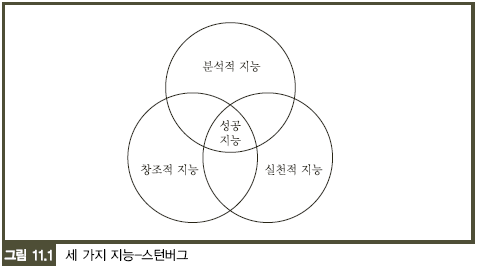 분석적 지능
성공
지능
창조적 지능
실천적 지능
그림 11.1 세 가지 지능-스턴버그